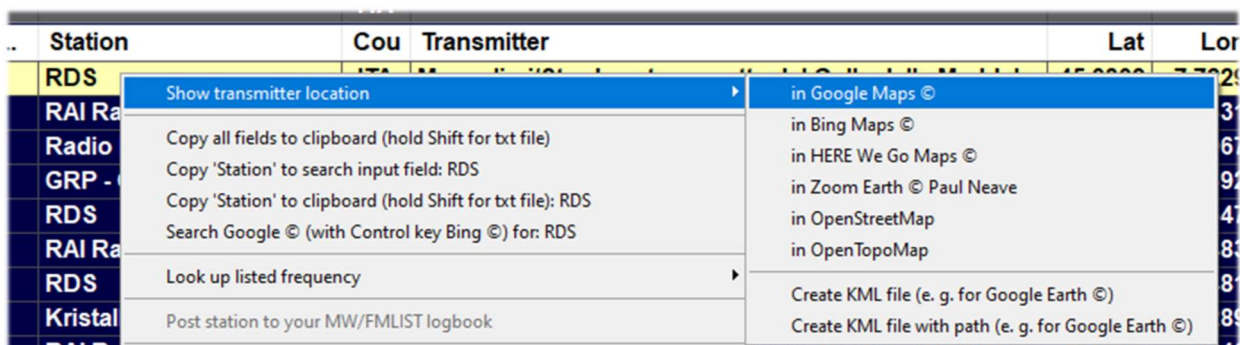 .. Station Cou Transmitter Lat Lon
RDS
Show transmitter location in Google Maps ©
RAI Ra
in Bing Maps ©
Radio Copy all fields to clipboard (hold Shift for txt file)
in HERE We Go Maps ©
Copy 'Station' to search input field: RDS
GRP - in Zoom Earth © Paul Neave
RDS Copy 'Station' to clipboard (hold Shift for txt file): RDS in OpenStreetMap
Search Google © (with Control key Bing ©) for: RDS
RAI Ra in OpenTopoMap
RDS Look up listed frequency
Create KML file (e. g. for Google Earth ©)
Kristal Post station to your MW/FMLIST logbook
Create KML file with path (e. g. for Google Earth ©)